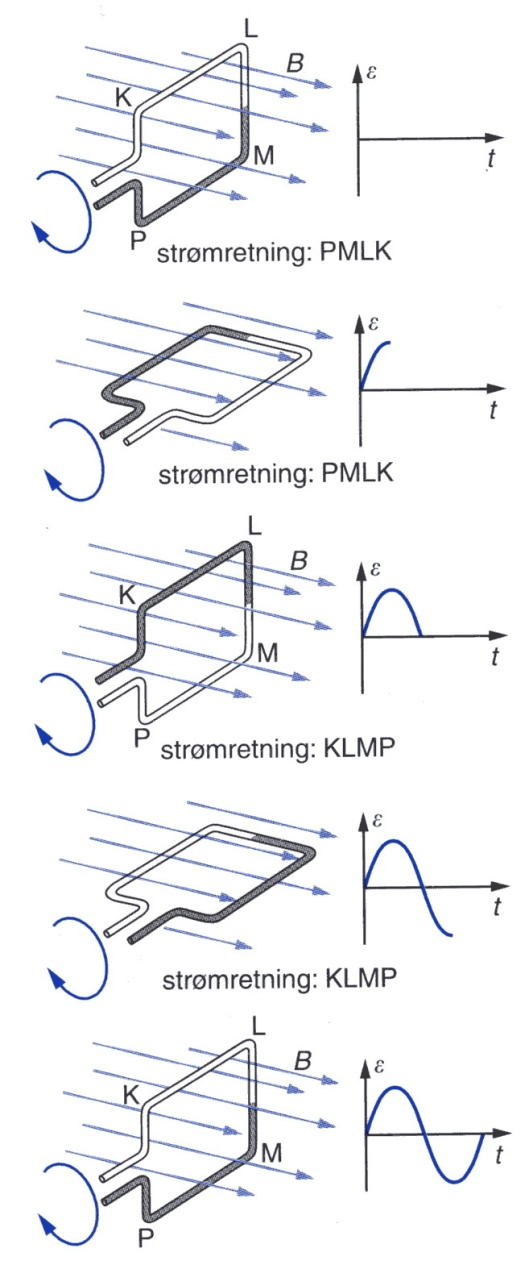 L
B
ε
K
M
t
P
strømretning: PMLK
ε
t
strømretning: PMLK
L
B
ε
K
M
t
P
strømretning: KLMP
ε
t
strømretning: KLMP
L
B
ε
K
M
t
P